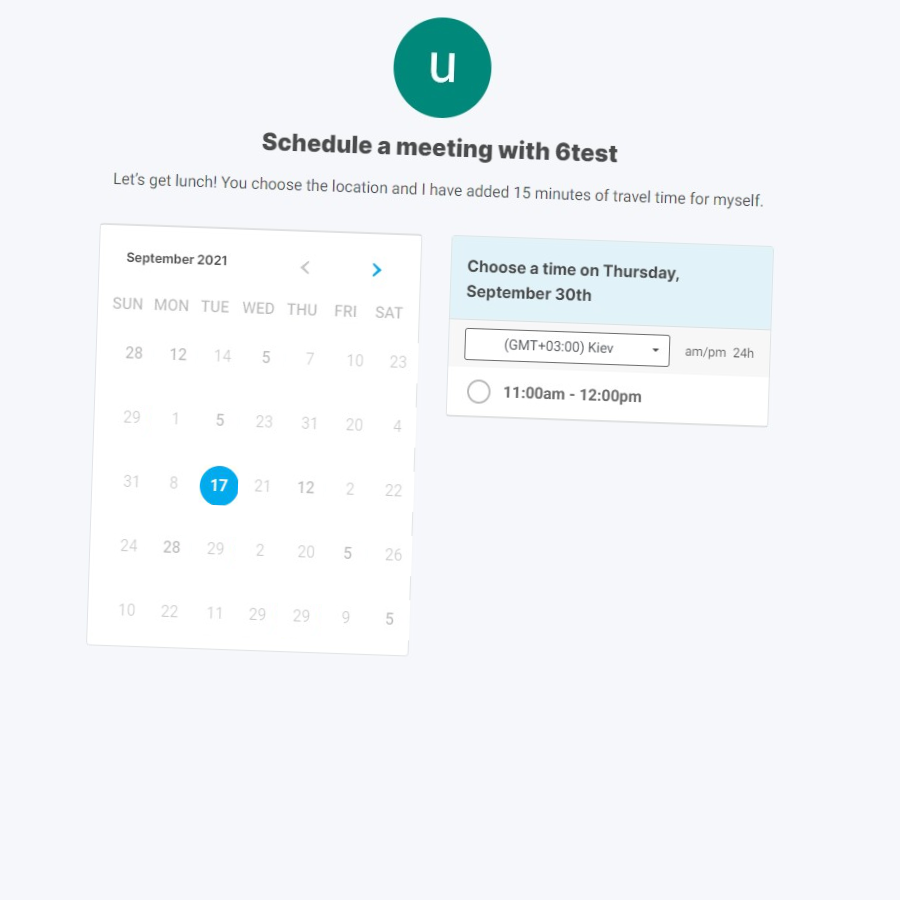 u
Schedule a meeting with 6test
Let's get lunch! You choose the location and I have added 15 minutes of travel time for myself.
September 2021
SUN MON TUE WED THU FRI SAT
28 12 14 5 7 10 23
29 1 5 23 31 20 4
31 8 17 21 12 2 22
24 28 29 2 20 5 26
10 22 11 29 29 9 5
Choose a time on Thursday,
September 30th
(GMT+03:00) Kiev am/pm 24h
11:00am - 12:00pm